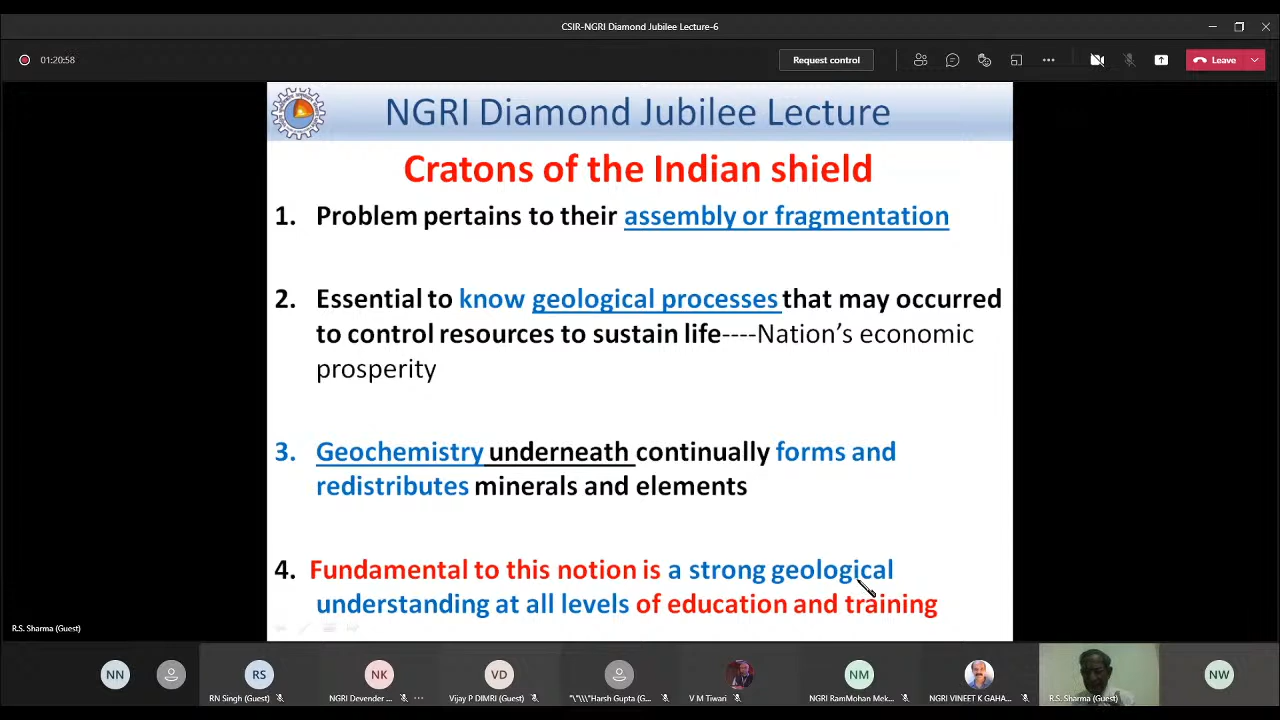 CSIR-NGRI Diamond Jubilee Lecture-6
01:20:58
Request control
Leave
NGRI Diamond Jubilee Lecture
Cratons of the Indian shield
1. Problem pertains to their assembly or fragmentation
2. Essential to know geological processes that may occurred
to control resources to sustain life----Nation's economic
prosperity
3. Geochemistry underneath continually forms and
redistributes minerals and elements
4. Fundamental to this notion is a strong geological
understanding at all levels of education and training
R.S. Sharma (Guest)
NN
RS
NK
VD
NM
NW
RN Singh (Guest)
NGRI Devender ...
Vijay P DIMRI (Guest)
"\"\\\\"Harsh Gupta (G...
V M Tiwari
NGRI RamMohan Mek...
NGRI VINEET K GAHA...
R.S. Sharma (Guest)